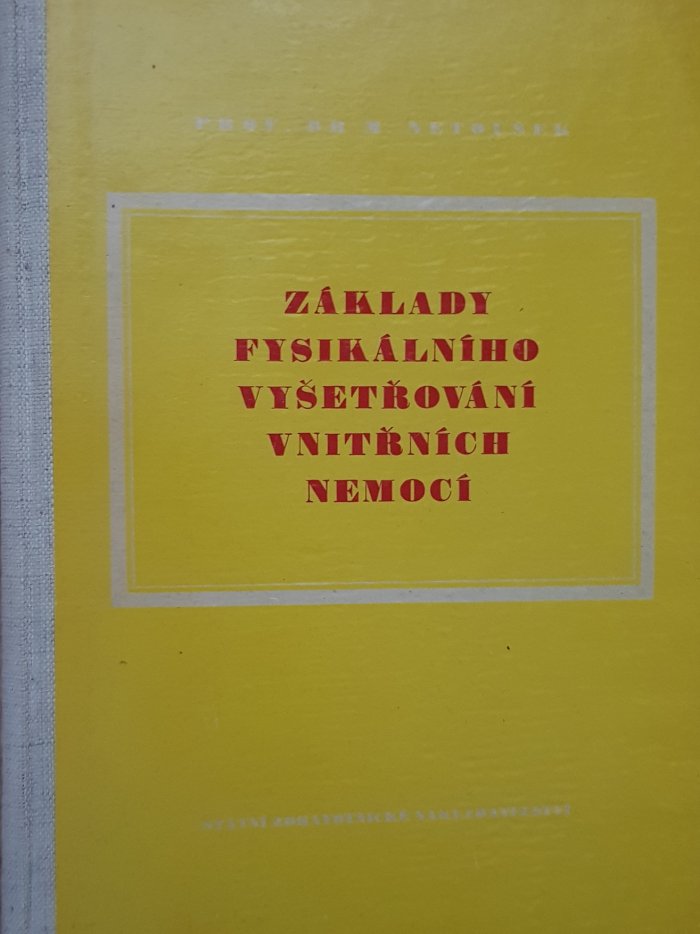 PROF. DR M. NETOUŠEK
ZÁKLADY
FYSIKÁLNÍHO
VYŠETŘOVÁNÍ
VNITŘNÍCH
NEMOCÍ
STÁTNÍ ZDRAVOTNICKÉ NAKLADATELSTVÍ